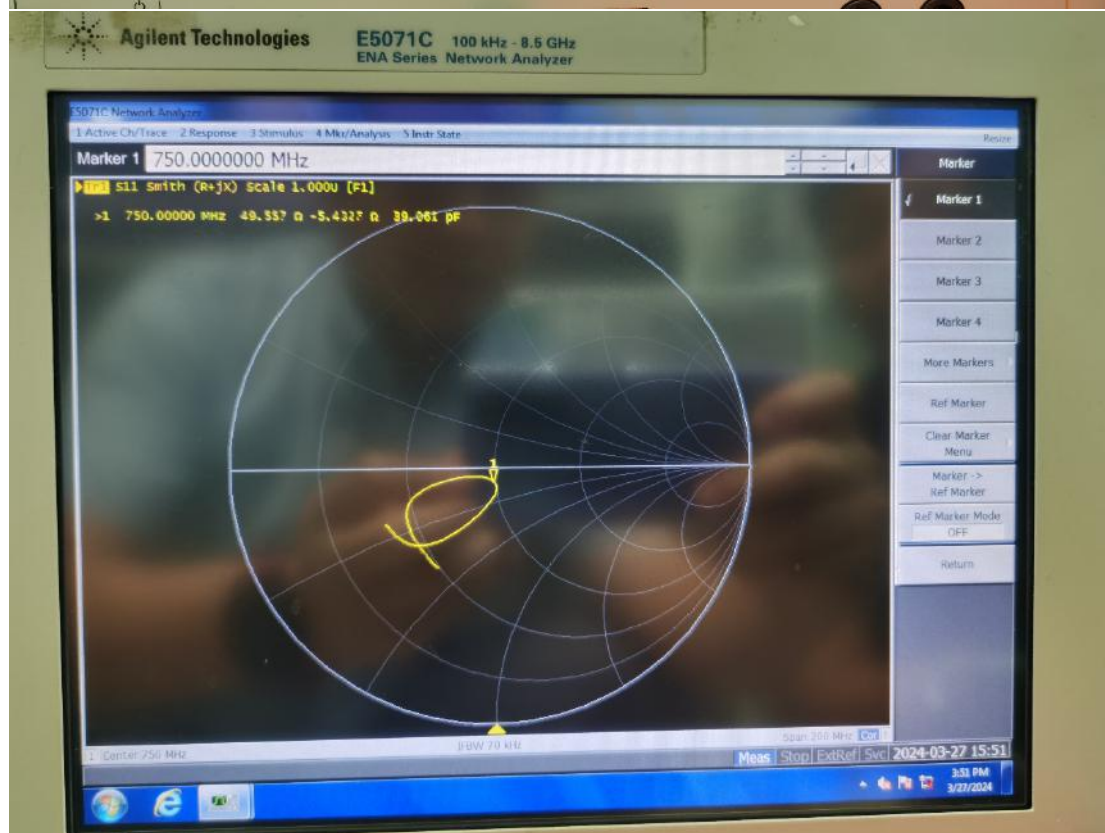 Agilent Technologies
E5071C 100 kHz - 8.5 GHz
ENA Series Network Analyzer
E5071C Network Analyzer
1 Active Ch/Trace 2 Response 3 Stimulus 4 Mkr/Analysis 5 Instr State
Resize
Marker 1 750.0000000 MHz
Marker
Tr1 S11 Smith (R+jX) Scale 1.000U [F1]
Marker 1
>1 750.00000 MHz Ω Ω 39.061 pF
Marker 2
Marker 3
Marker 4
More Markers
Ref Marker
Clear Marker
Menu
1
Marker ->
Ref Marker
Ref Marker Mode
OFF
Return
1 Center 750 MHz
IFBW 70 kHz
Span 200 MHz Cor
Meas Stop ExtRef Svc 2024-03-27 15:51
3:51 PM
3/27/2024